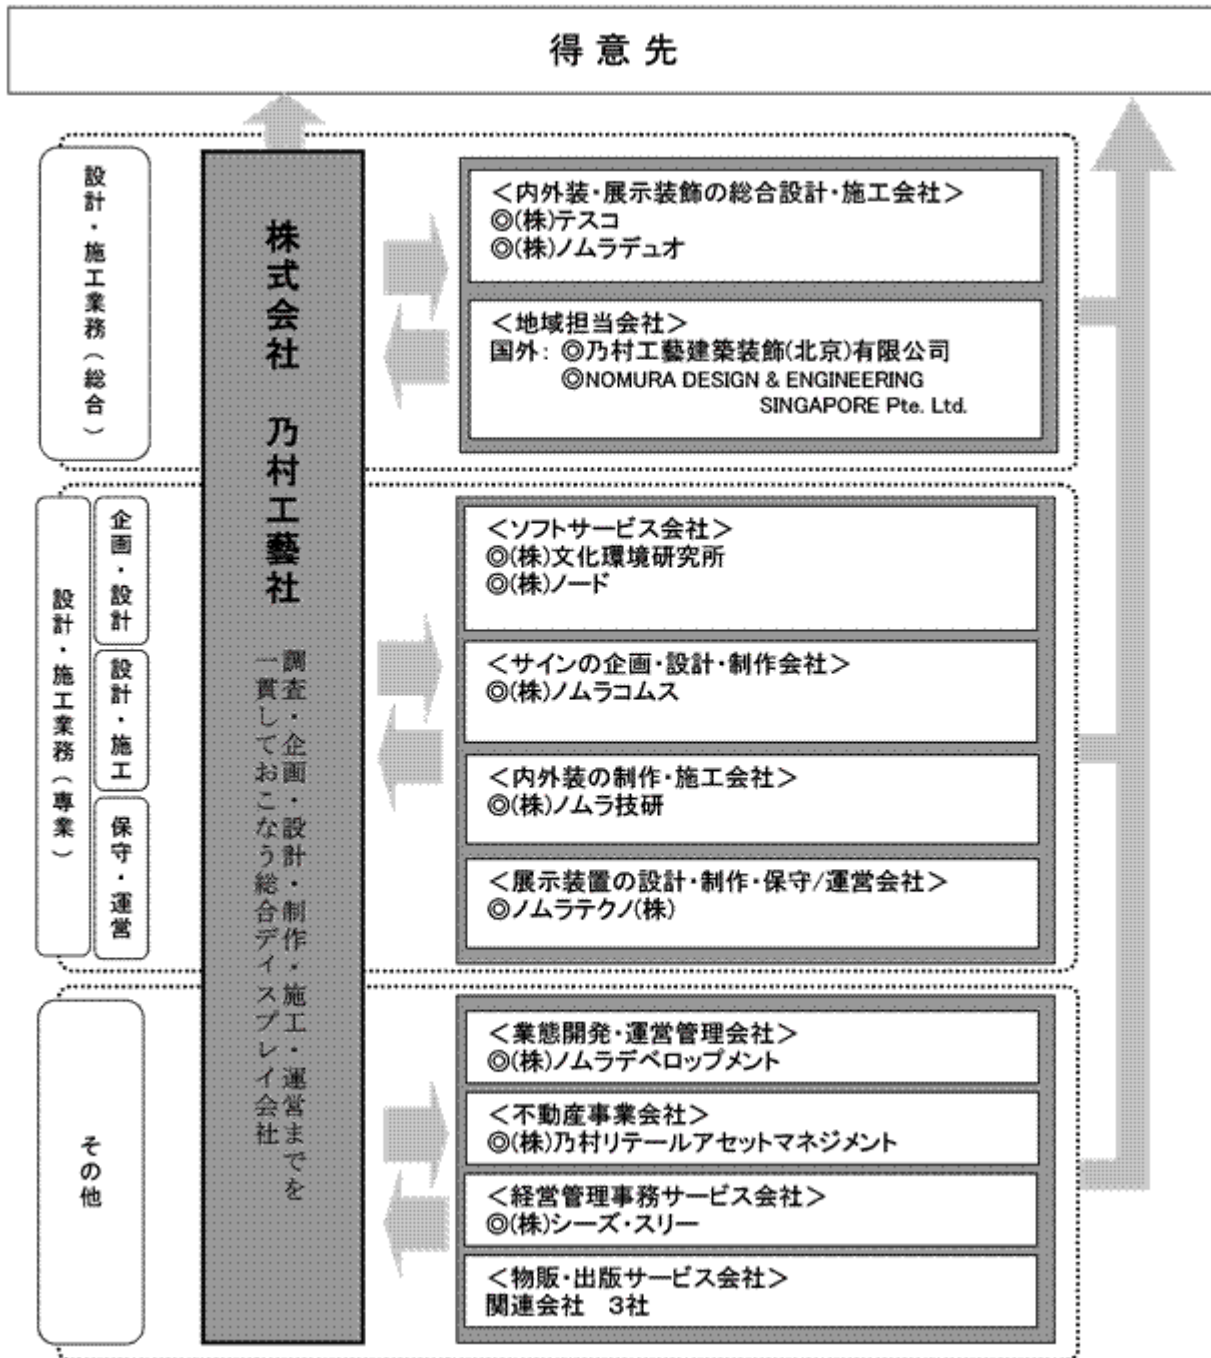 得意先
設計・施工業務（総合）
株式会社　乃村工藝社
調査・企画・設計・制作・施工・運営までを
一貫しておこなう総合ディスプレイ会社
＜内外装・展示装飾の総合設計・施工会社＞
◎(株)テスコ
◎(株)ノムラデュオ
＜地域担当会社＞
国外： ◎乃村工藝建築装飾(北京)有限公司
◎NOMURA DESIGN & ENGINEERING
SINGAPORE Pte. Ltd.
設計・施工業務（専業）
企画・設計
設計・施工
保守・運営
＜ソフトサービス会社＞
◎(株)文化環境研究所
◎(株)ノード
＜サインの企画・設計・制作会社＞
◎(株)ノムラコムス
＜内外装の制作・施工会社＞
◎(株)ノムラ技研
＜展示装置の設計・制作・保守/運営会社＞
◎ノムラテクノ(株)
その他
＜業態開発・運営管理会社＞
◎(株)ノムラデベロップメント
＜不動産事業会社＞
◎(株)乃村リテールアセットマネジメント
＜経営管理事務サービス会社＞
◎(株)シーズ・スリー
＜物販・出版サービス会社＞
関連会社　3社